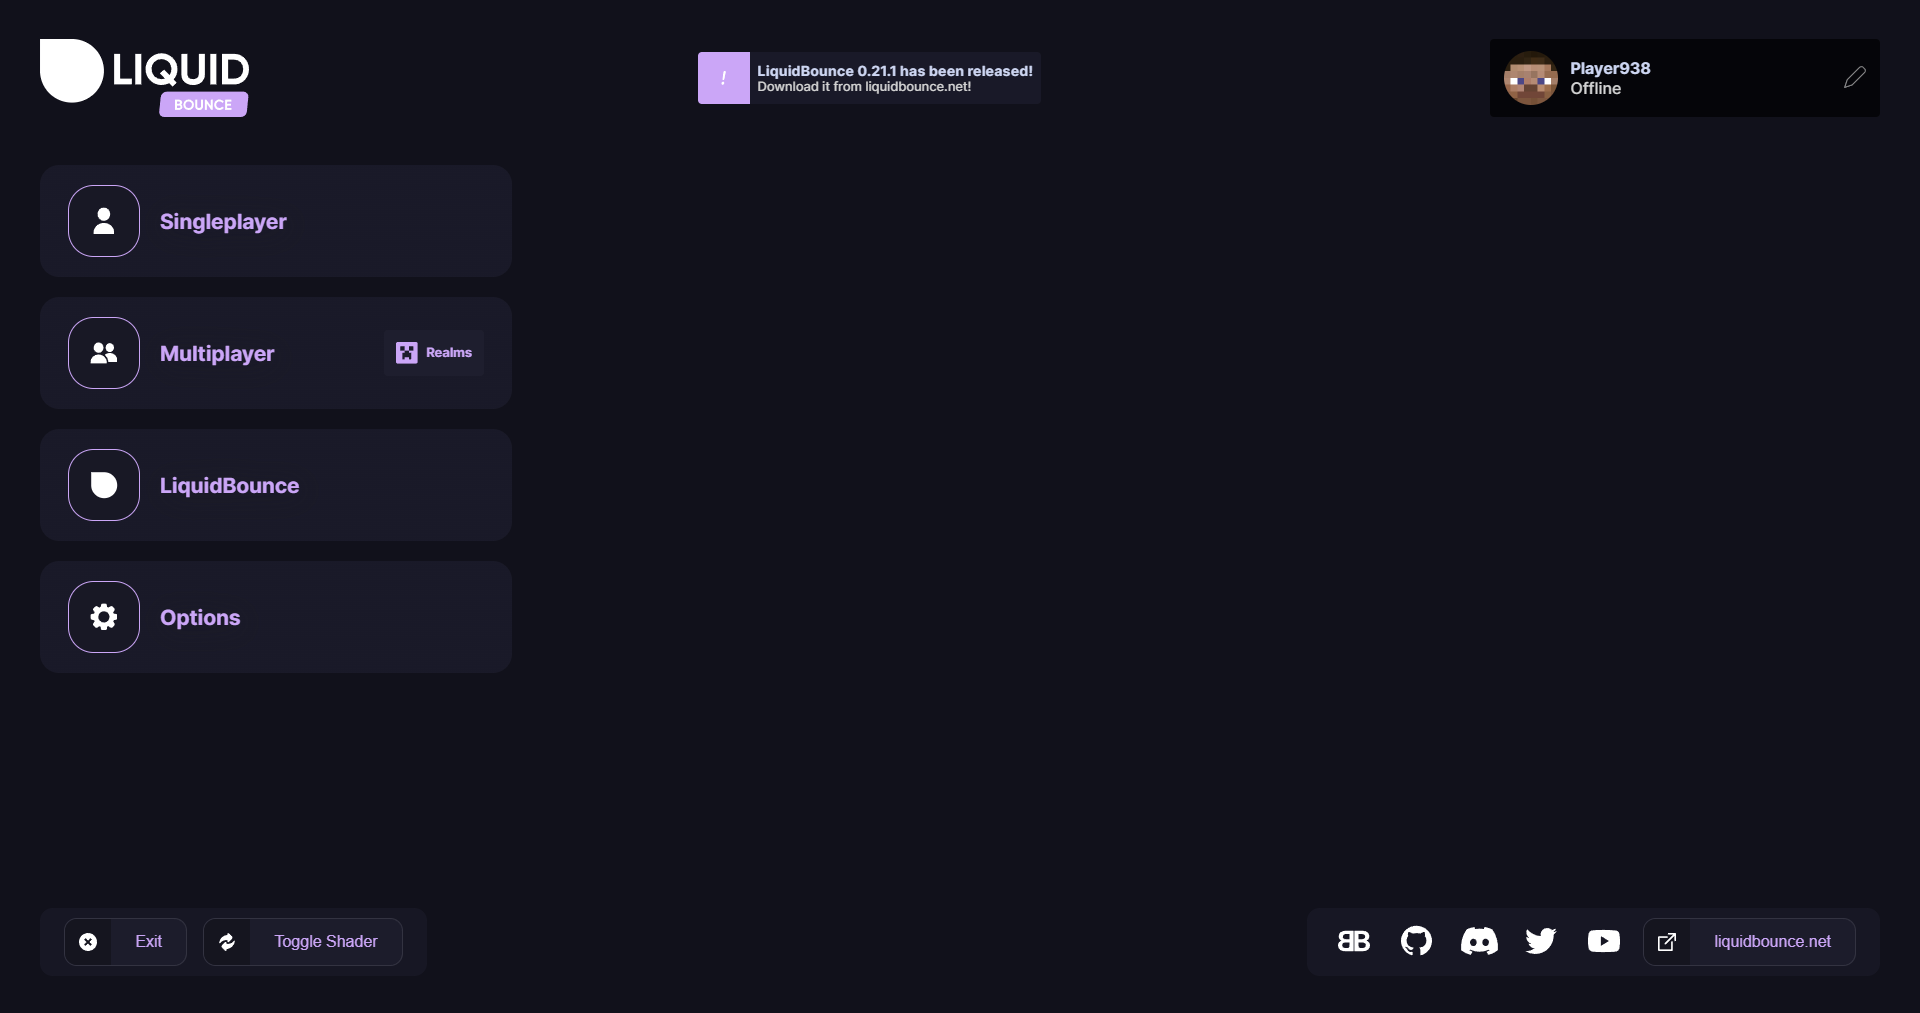 LIQUID
BOUNCE
!
LiquidBounce 0.21.1 has been released!
Download it from liquidbounce.net!
Player938
Offline
Singleplayer
Multiplayer
Realms
LiquidBounce
Options
Exit
Toggle Shader
BB
liquidbounce.net